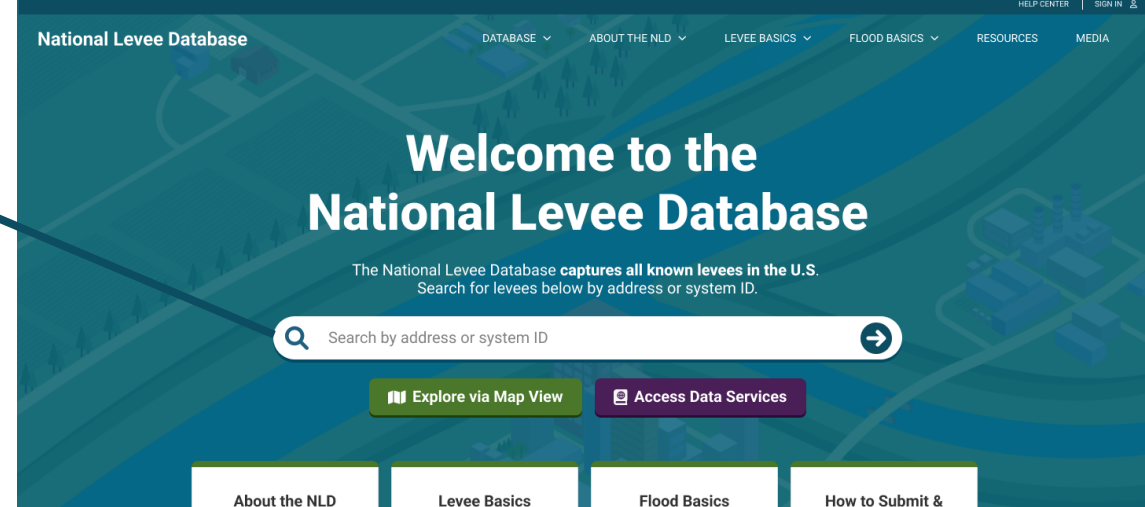 HELP CENTER | SIGN IN
National Levee Database
DATABASE
ABOUT THE NLD
LEVEE BASICS
FLOOD BASICS
RESOURCES
MEDIA
Welcome to the
National Levee Database
The National Levee Database captures all known levees in the U.S.
Search for levees below by address or system ID.
Search by address or system ID
Explore via Map View
Access Data Services
About the NLD
Levee Basics
Flood Basics
How to Submit &